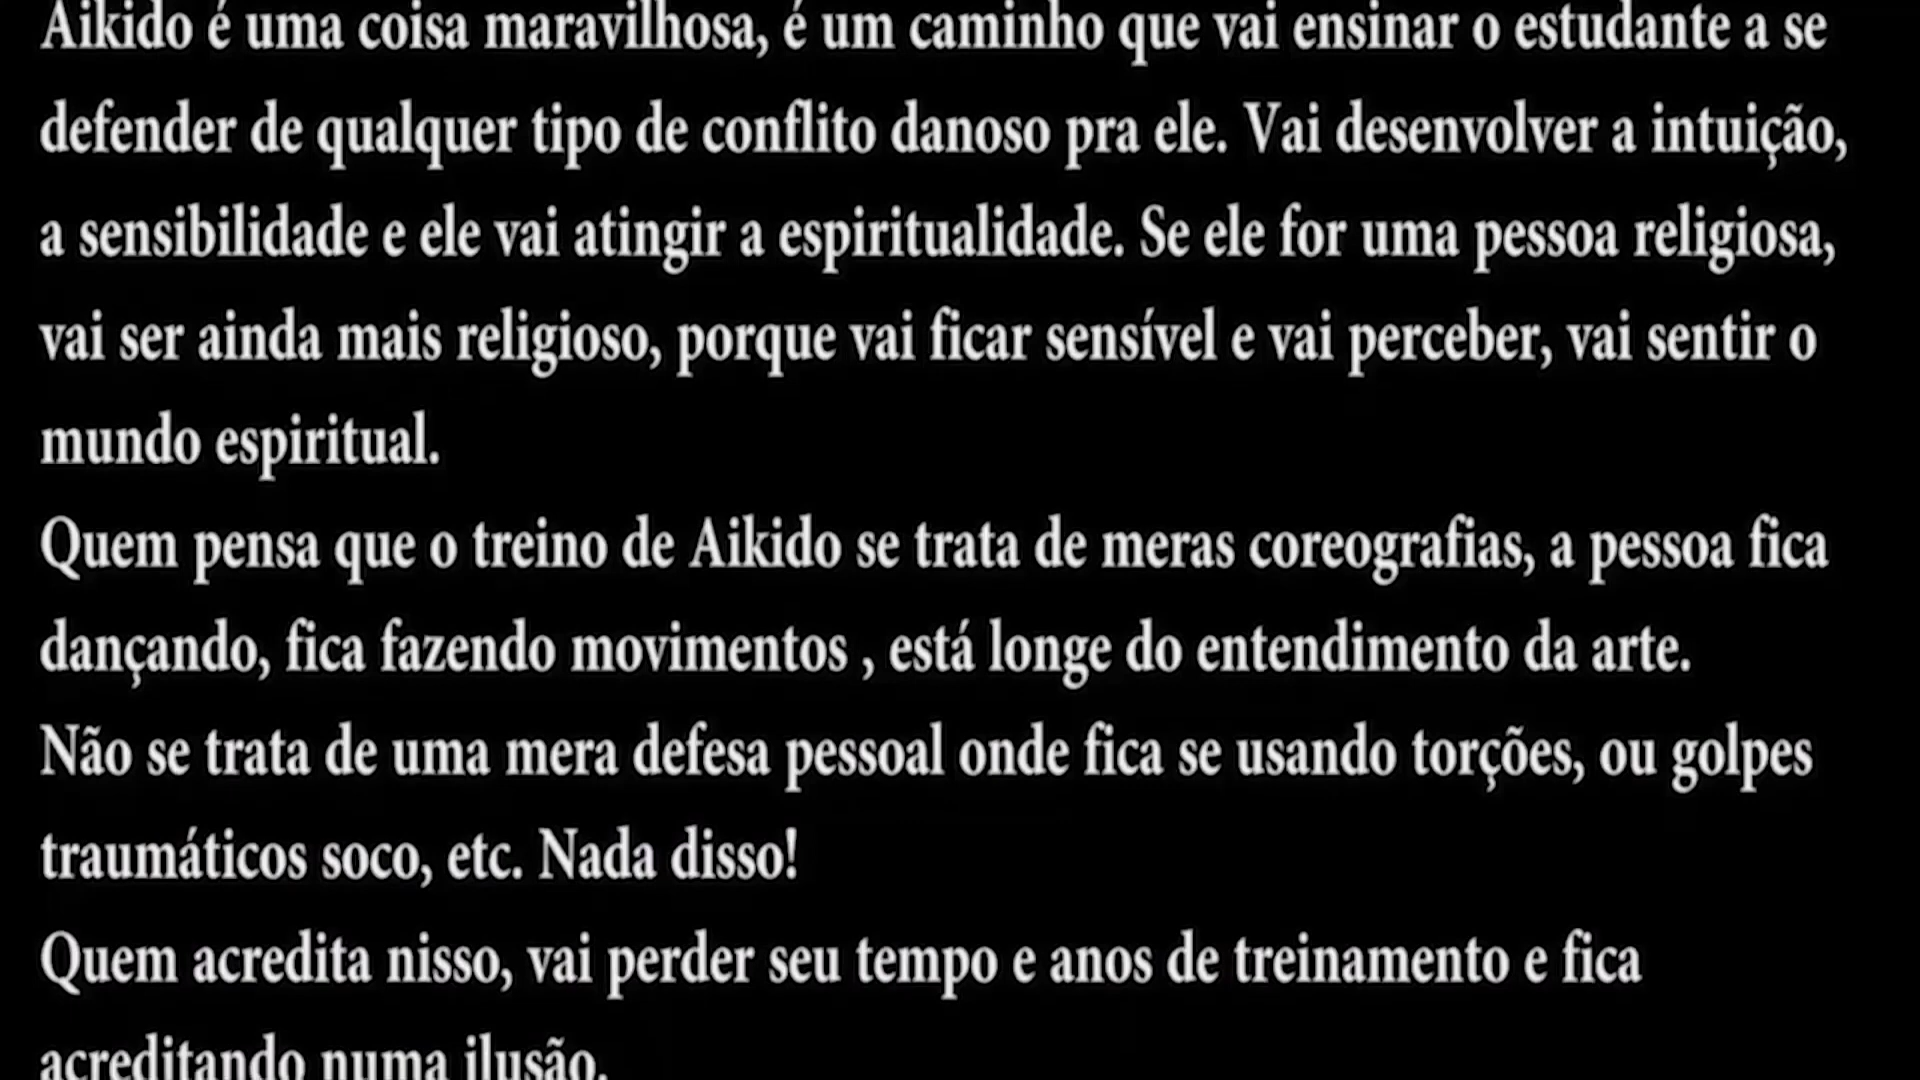 Aikido é uma coisa maravilhosa, é um caminho que vai ensinar o estudante a se
defender de qualquer tipo de conflito danoso pra ele. Vai desenvolver a intuição,
a sensibilidade e ele vai atingir a espiritualidade. Se ele for uma pessoa religiosa,
vai ser ainda mais religioso, porque vai ficar sensível e vai perceber, vai sentir o
mundo espiritual.
Quem pensa que o treino de Aikido se trata de meras coreografias, a pessoa fica
dançando, fica fazendo movimentos , está longe do entendimento da arte.
Não se trata de uma mera defesa pessoal onde fica se usando torções, ou golpes
traumáticos soco, etc. Nada disso!
Quem acredita nisso, vai perder seu tempo e anos de treinamento e fica
acreditando numa ilusão.